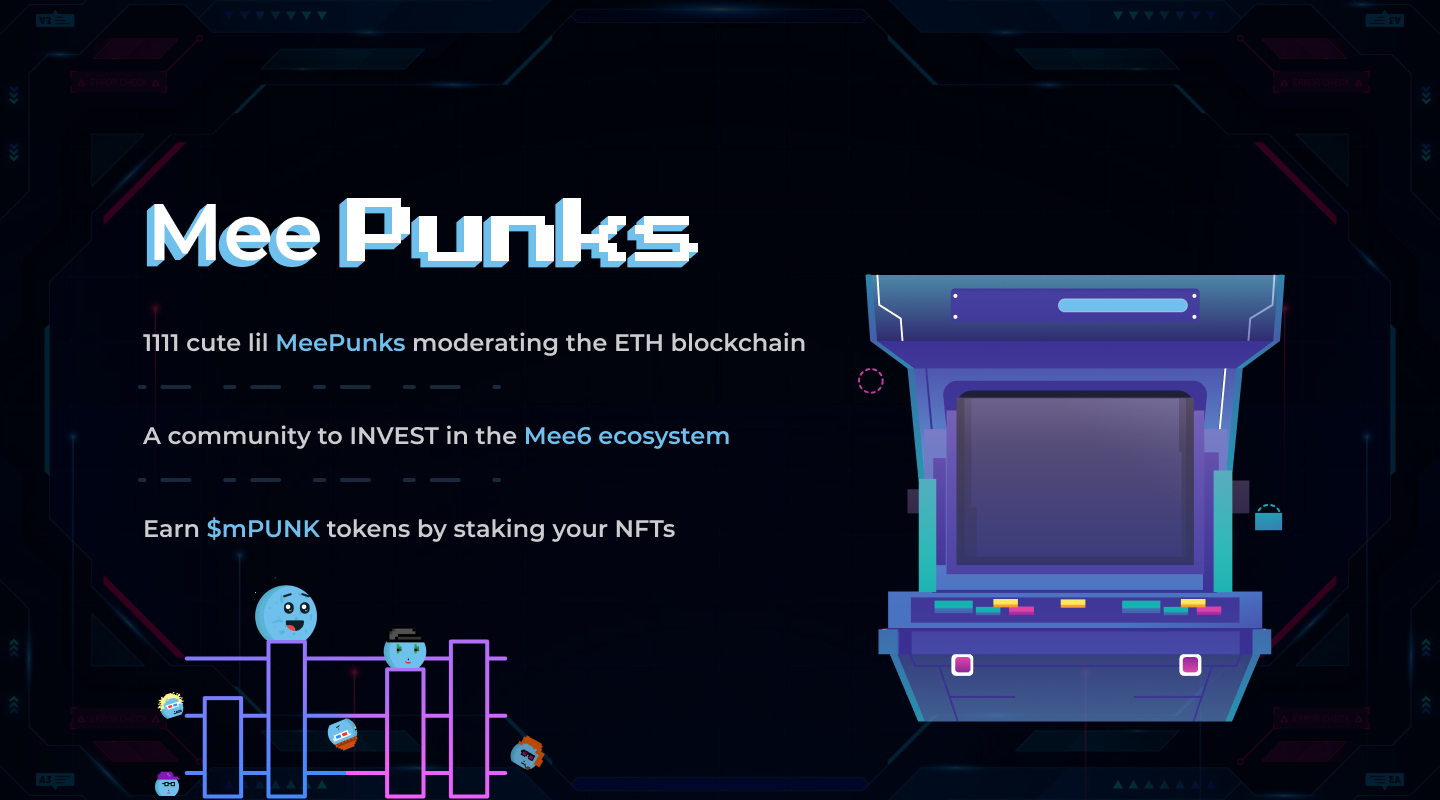 Mee Punks
1111 cute lil MeePunks moderating the ETH blockchain
A community to INVEST in the Mee6 ecosystem
Earn $mPUNK tokens by staking your NFTs